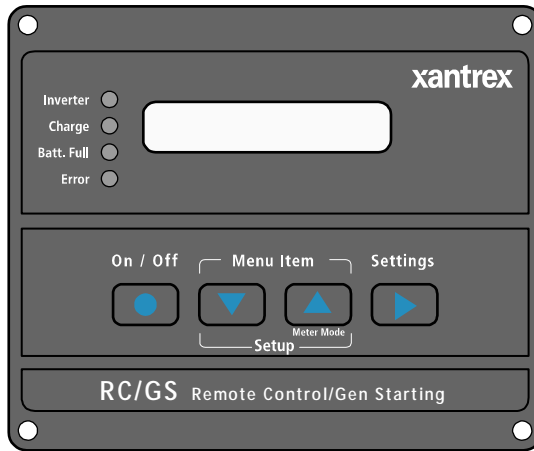 xantrex
Inverter
Charge
Batt. Full
Error
On / Off
Menu Item
Settings
Meter Mode
Setup
RC/GS Remote Control/Gen Starting